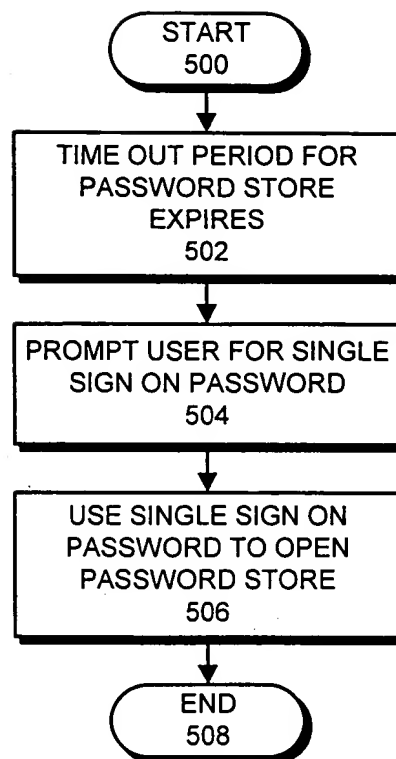 START
500
TIME OUT PERIOD FOR
PASSWORD STORE
EXPIRES
502
PROMPT USER FOR SINGLE
SIGN ON PASSWORD
504
USE SINGLE SIGN ON
PASSWORD TO OPEN
PASSWORD STORE
506
END
508